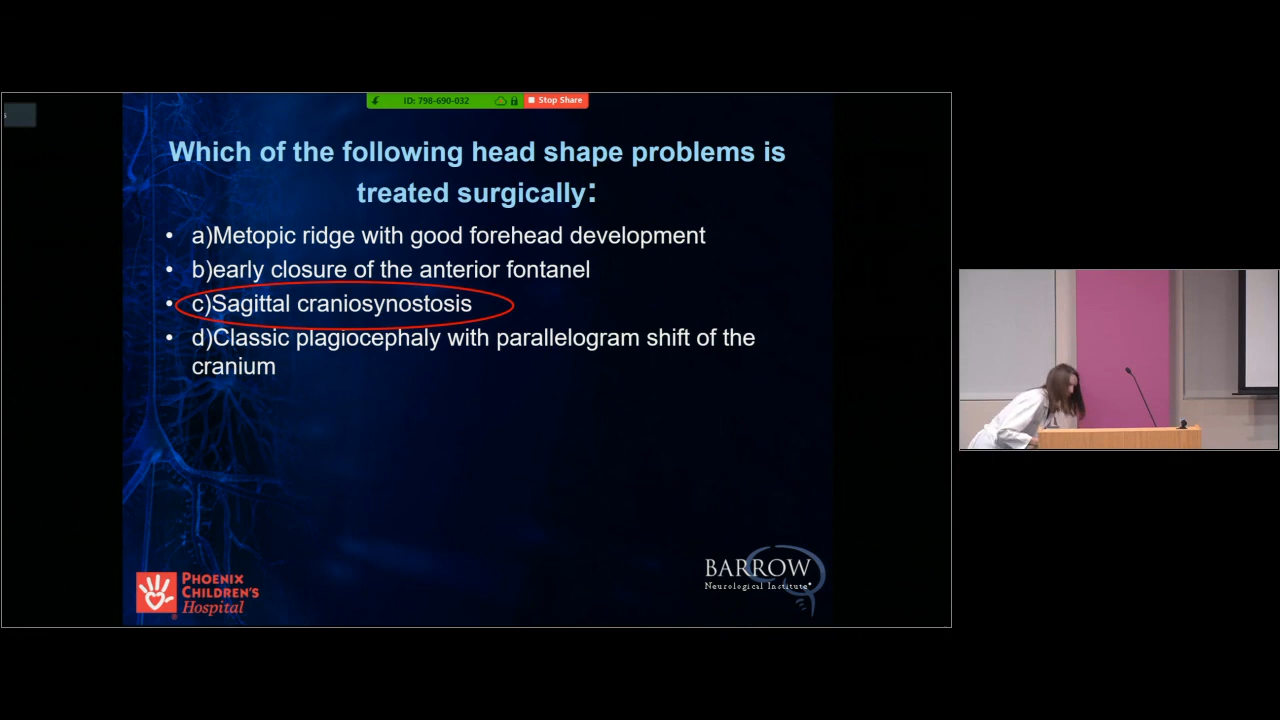 ID: 798-690-032 Stop Share
s
Which of the following head shape problems is
treated surgically:
• a)Metopic ridge with good forehead development
• b)early closure of the anterior fontanel
• c)Sagittal craniosynostosis
• d)Classic plagiocephaly with parallelogram shift of the
cranium
PHOENIX
CHILDREN'S
Hospital
®
BARROW
Neurological Institute®